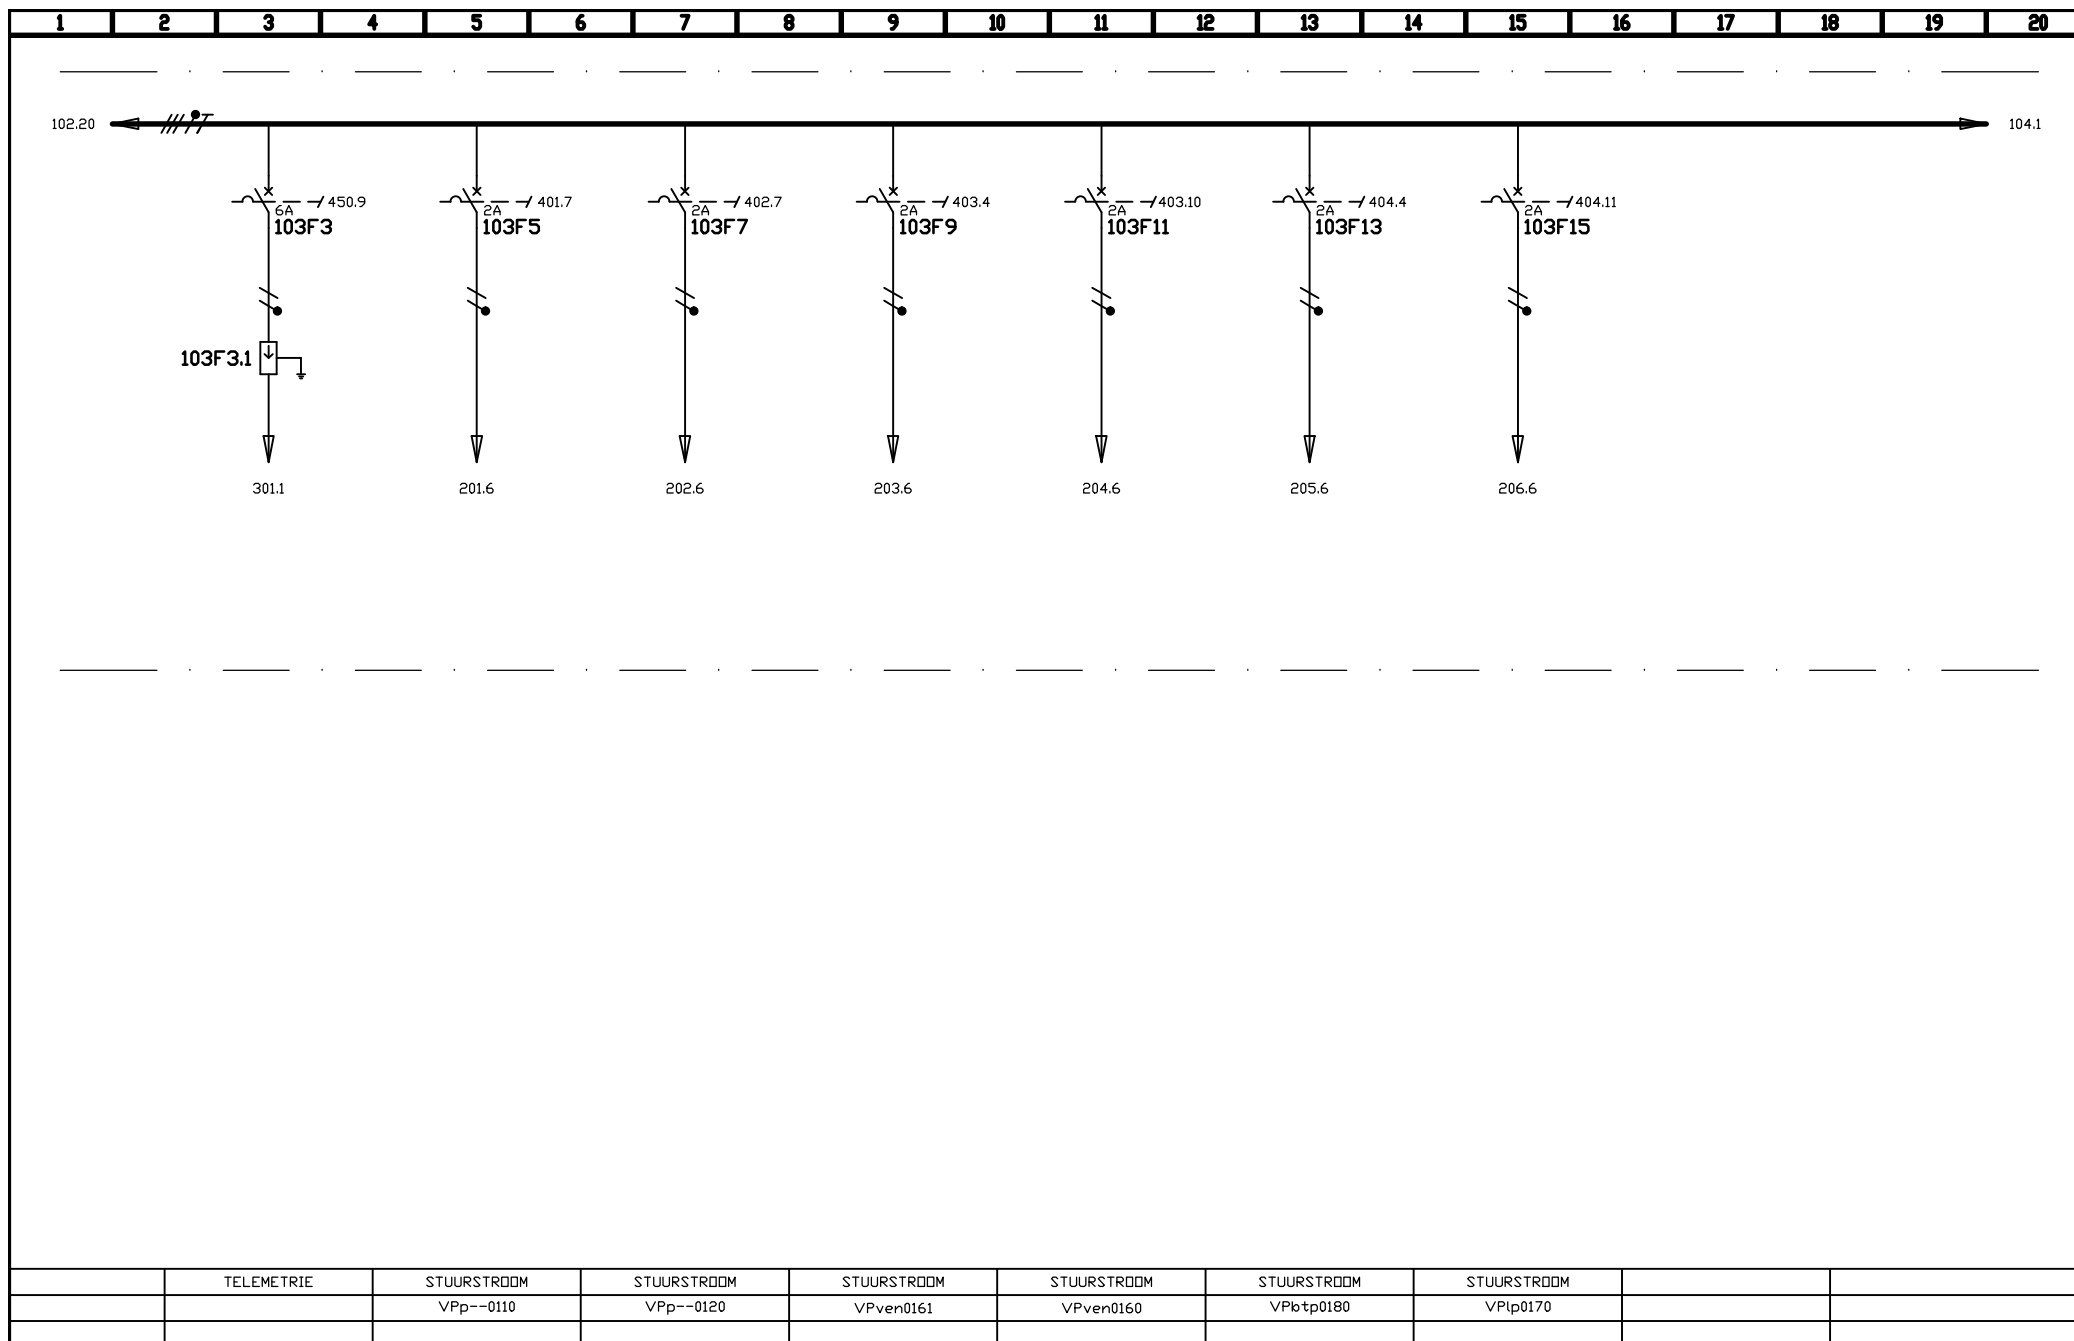 1 2 3 4 5 6 7 8 9 10 11 12 13 14 15 16 17 18 19 20
102.20 104.1
450.9 401.7 402.7 403.4 403.10 404.4 404.11
6A 2A 2A 2A 2A 2A 2A
103F3 103F5 103F7 103F9 103F11 103F13 103F15
103F3.1
301.1 201.6 202.6 203.6 204.6 205.6 206.6
TELEMETRIE STUURSTROOM STUURSTROOM STUURSTROOM STUURSTROOM STUURSTROOM STUURSTROOM
VPp--0110 VPp--0120 VPven0161 VPven0160 VPbtp0180 VPlp0170